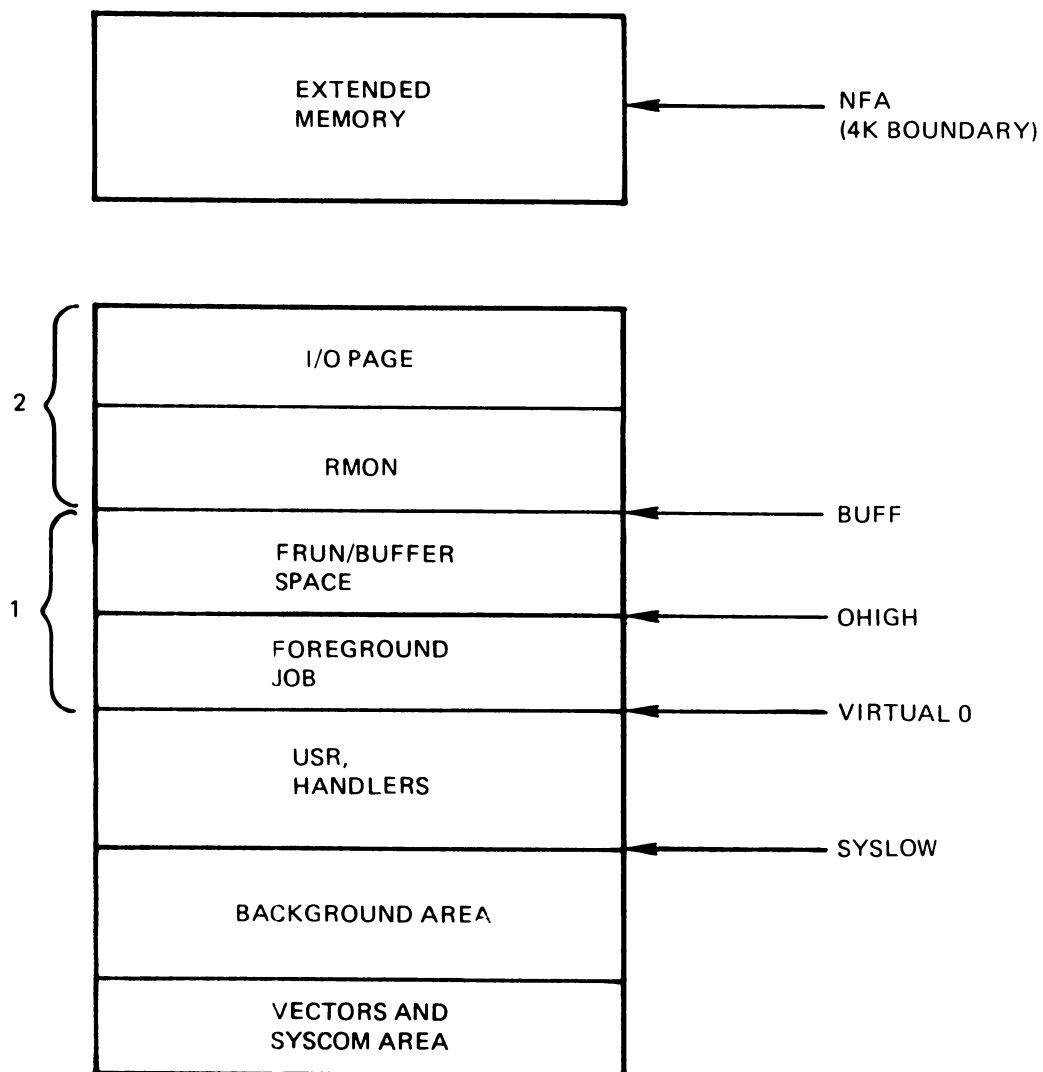 EXTENDED
MEMORY
NFA
(4K BOUNDARY)
I/O PAGE
2
RMON
BUFF
FRUN/BUFFER
SPACE
1
OHIGH
FOREGROUND
JOB
VIRTUAL 0
USR,
HANDLERS
SYSLOW
BACKGROUND AREA
VECTORS AND
SYSCOM AREA